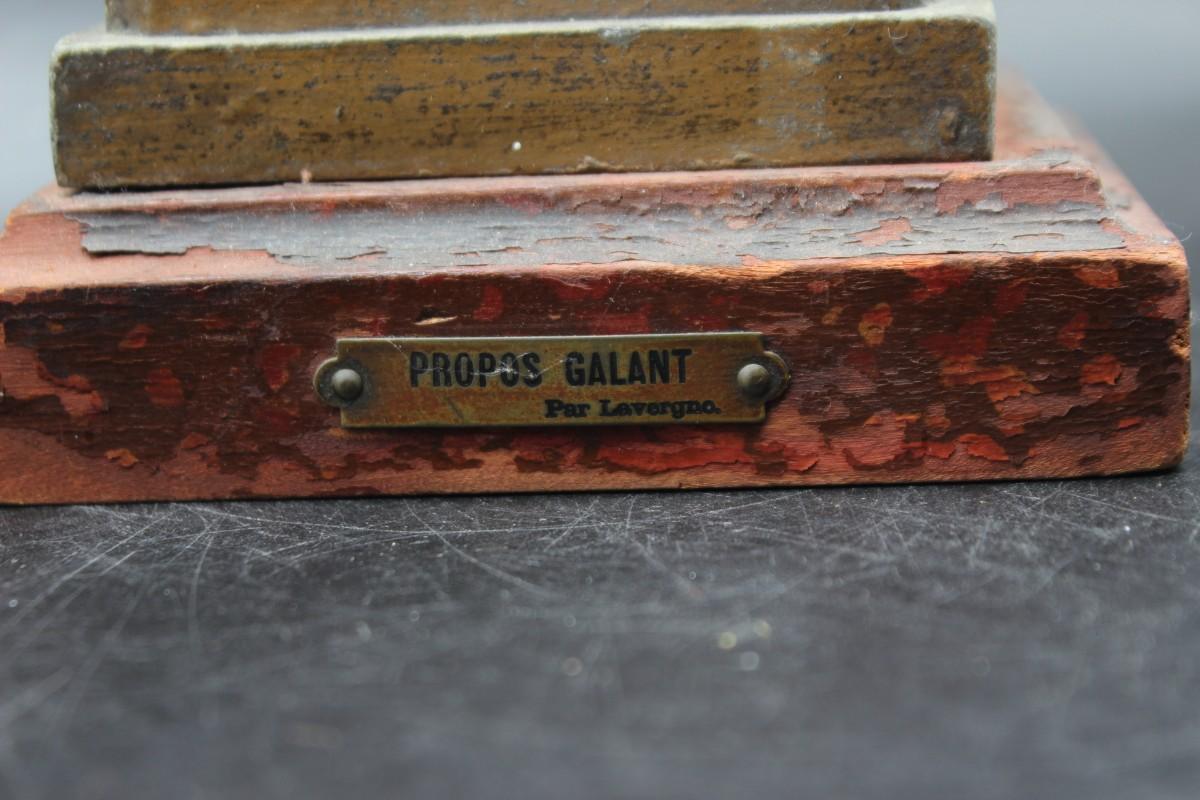 PROPOS GALANT
Par Lavergne.